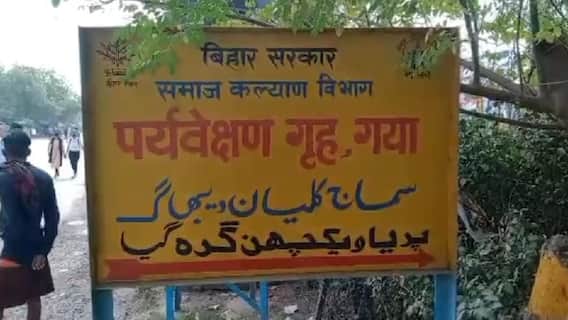 बिहार सरकार
समाज कल्याण विभाग
पर्यवेक्षण गृह, गया
سماج کلیان ویبھاگ
پریاویکچھن گرہ گیا